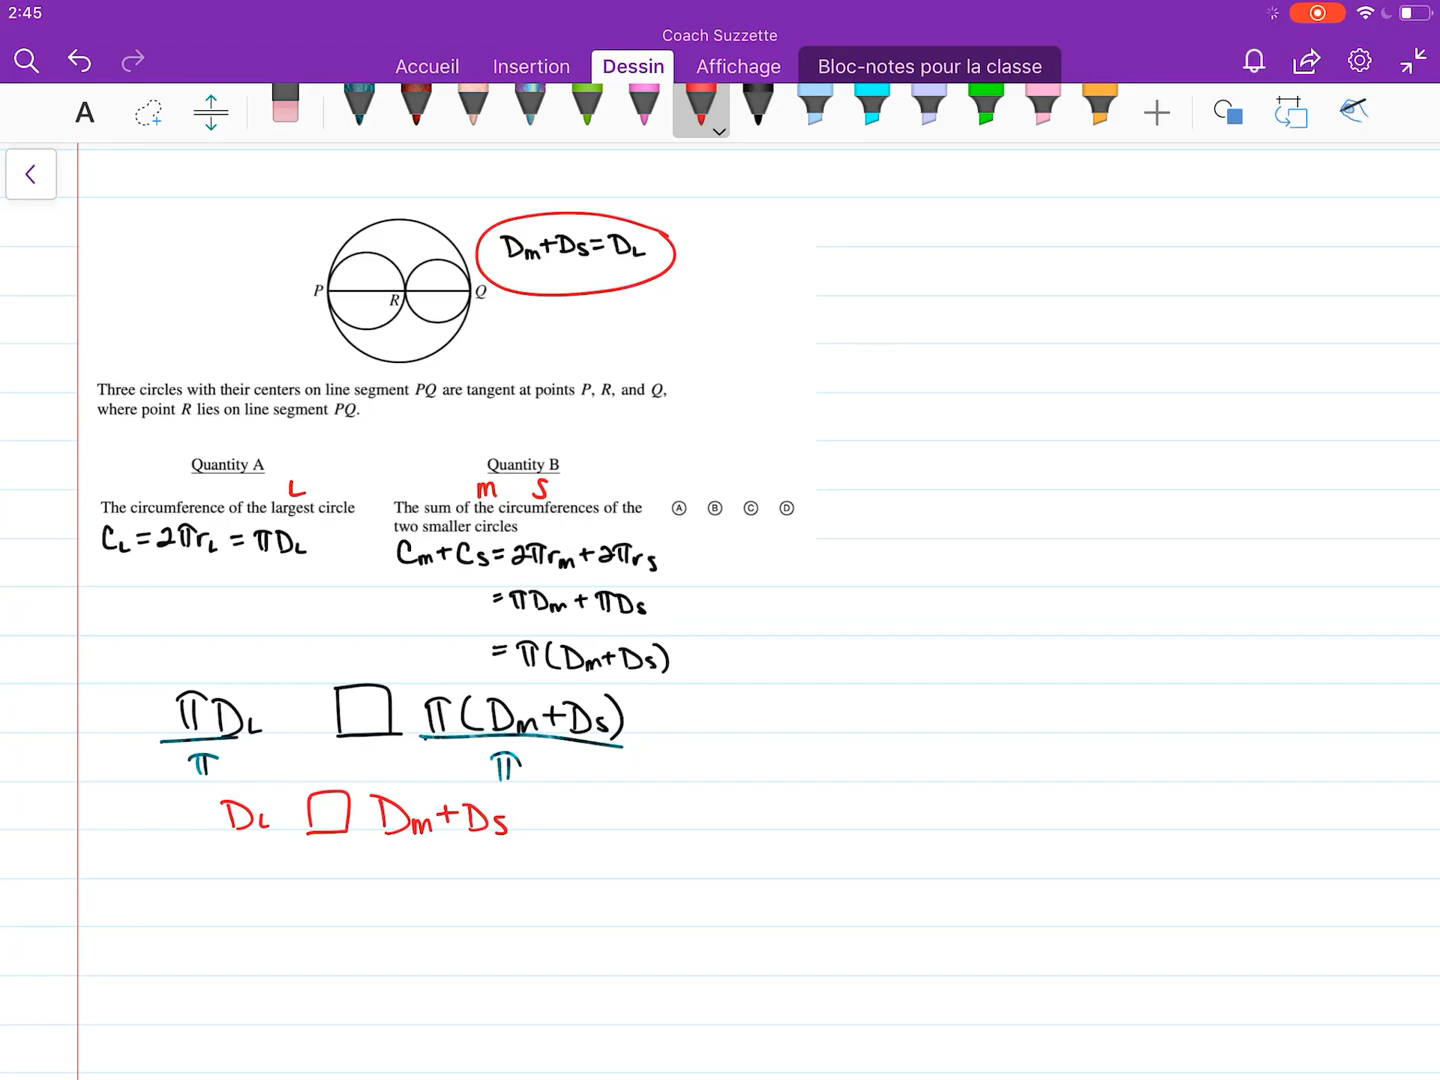 2:45
Coach Suzzette
Accueil Insertion Dessin Affichage Bloc-notes pour la classe
A
Dm+Ds=DL
P R Q
Three circles with their centers on line segment PQ are tangent at points P, R, and Q,
where point R lies on line segment PQ.
Quantity A Quantity B
L m S
The circumference of the largest circle The sum of the circumferences of the A B C D
two smaller circles
CL = 2πrL = πDL Cm+Cs = 2πrm+2πrs
= πDm + πDs
= π(Dm+Ds)
πDL □ π(Dm+Ds)
π π
DL □ Dm+Ds